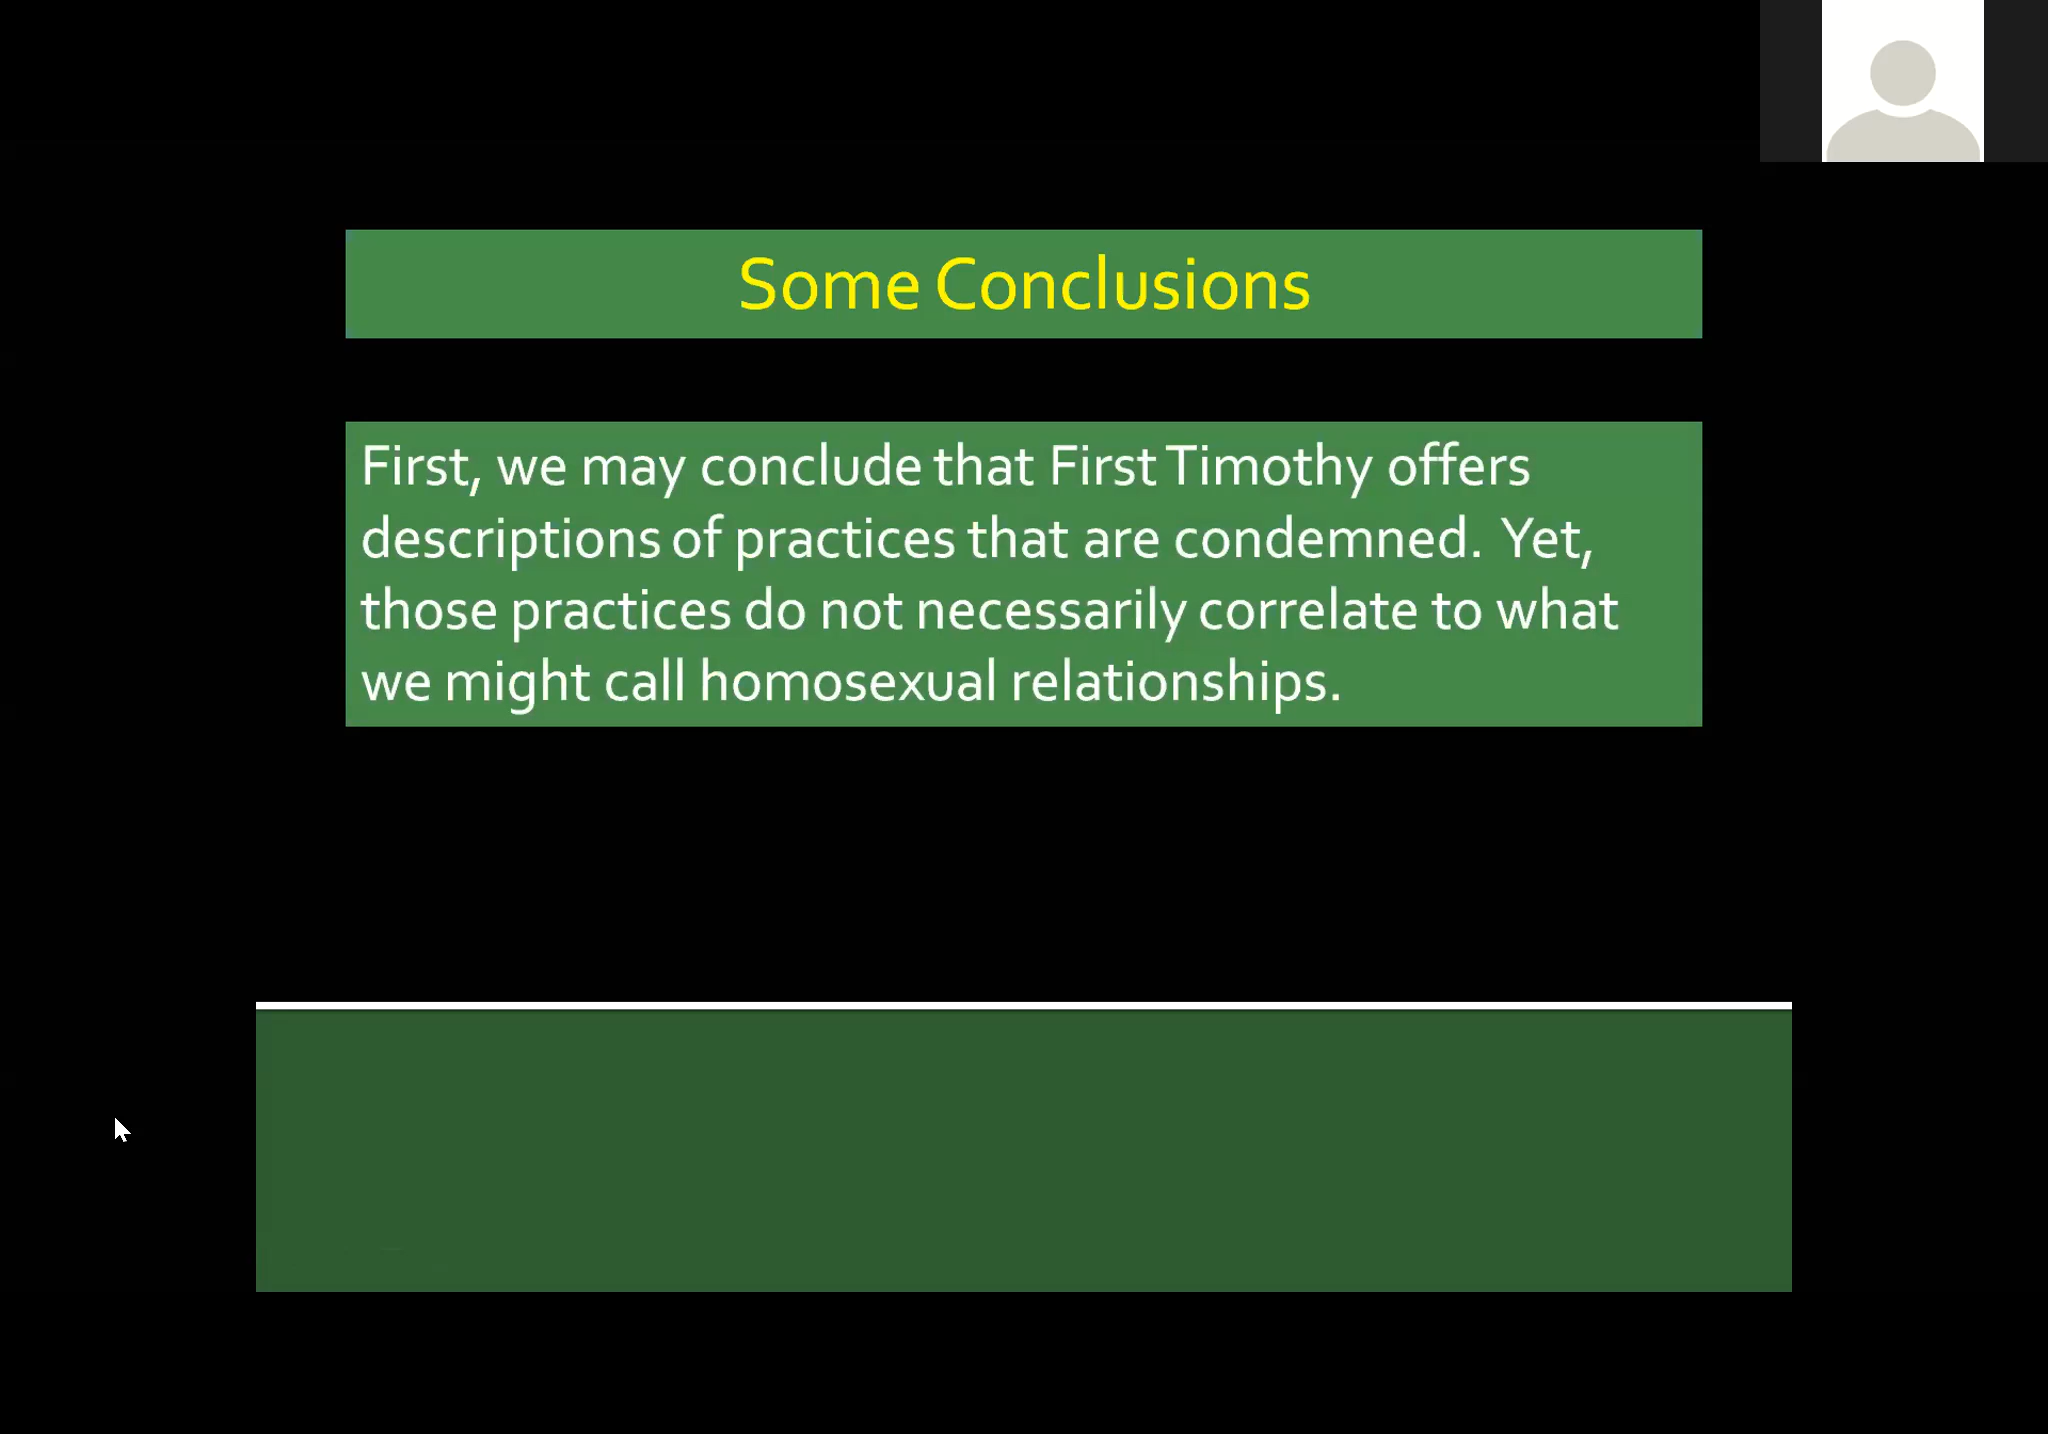 Some Conclusions
First, we may conclude that First Timothy offers
descriptions of practices that are condemned.  Yet,
those practices do not necessarily correlate to what
we might call homosexual relationships.